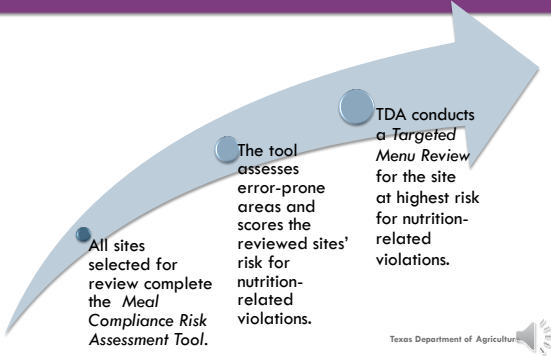 All sites
selected for
review complete
the Meal
Compliance Risk
Assessment Tool.
The tool
assesses
error-prone
areas and
scores the
reviewed sites'
risk for
nutrition-
related
violations.
TDA conducts
a Targeted
Menu Review
for the site
at highest risk
for nutrition-
related
violations.
Texas Department of Agriculture